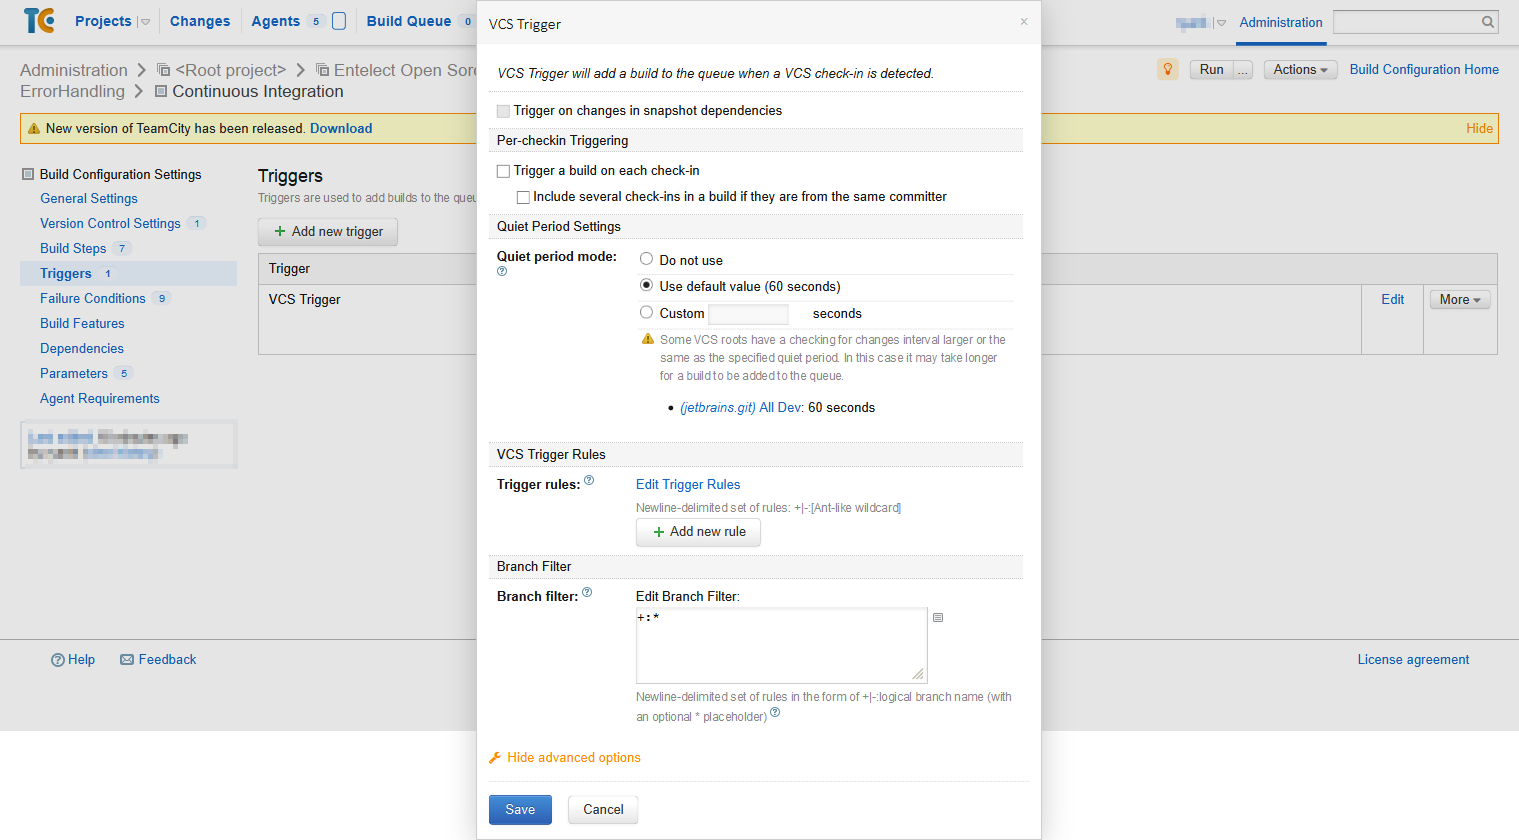 TC Projects Changes Agents 5 Build Queue 0
Administration
Administration <Root project> Entelect Open Sor
ErrorHandling Continuous Integration
Run ... Actions Build Configuration Home
New version of TeamCity has been released. Download
Hide
Build Configuration Settings
General Settings
Version Control Settings 1
Build Steps 7
Triggers 1
Failure Conditions 9
Build Features
Dependencies
Parameters 5
Agent Requirements
Triggers
Triggers are used to add builds to the queu
Add new trigger
Trigger
VCS Trigger
Edit More
VCS Trigger ×
VCS Trigger will add a build to the queue when a VCS check-in is detected.
Trigger on changes in snapshot dependencies
Per-checkin Triggering
Trigger a build on each check-in
Include several check-ins in a build if they are from the same committer
Quiet Period Settings
Quiet period mode:
Do not use
Use default value (60 seconds)
Custom seconds
Some VCS roots have a checking for changes interval larger or the
same as the specified quiet period. In this case it may take longer
for a build to be added to the queue.
• (jetbrains.git) All Dev: 60 seconds
VCS Trigger Rules
Trigger rules: ? Edit Trigger Rules
Newline-delimited set of rules: +|-:[Ant-like wildcard]
+ Add new rule
Branch Filter
Branch filter: ? Edit Branch Filter:
+:*
Newline-delimited set of rules in the form of +|-:logical branch name (with
an optional * placeholder) ?
Hide advanced options
Save Cancel
Help Feedback
License agreement